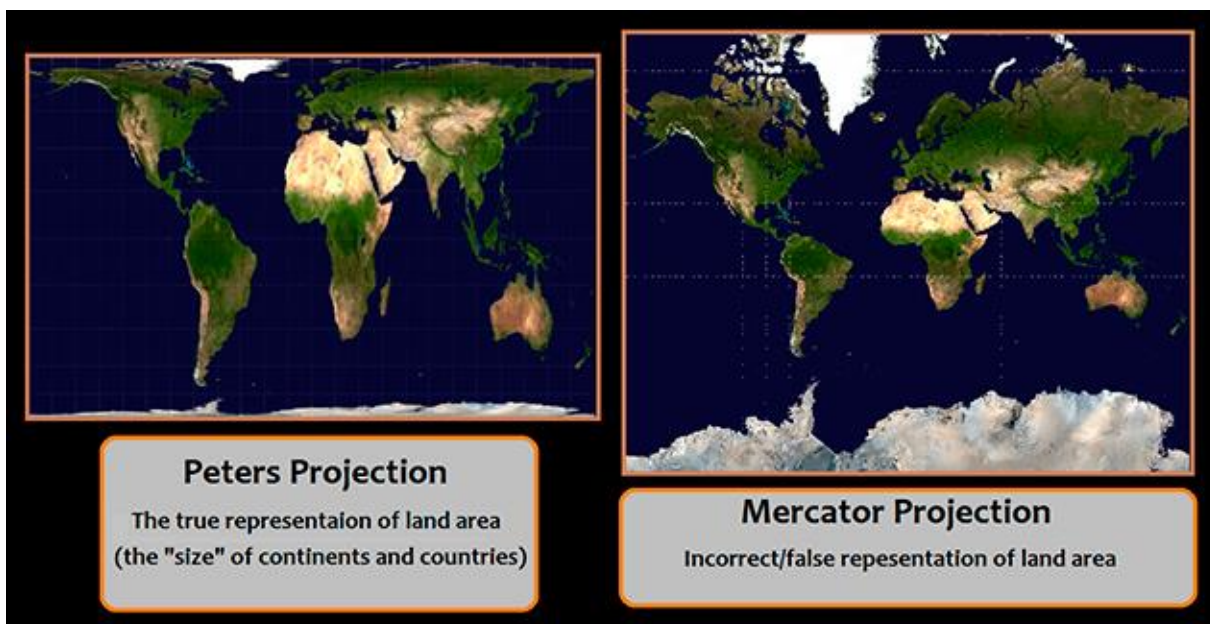 Peters Projection
The true representaion of land area
(the "size" of continents and countries)
Mercator Projection
Incorrect/false repesentation of land area